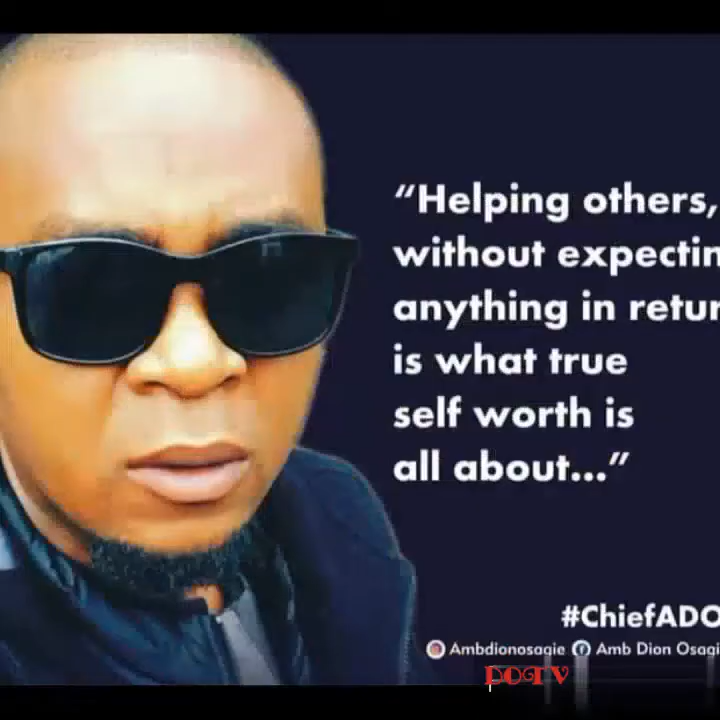 “Helping others,
without expectin
anything in retur
is what true
self worth is
all about...”
#ChiefADO
Ambdionosagie Amb Dion Osagi
DOTV